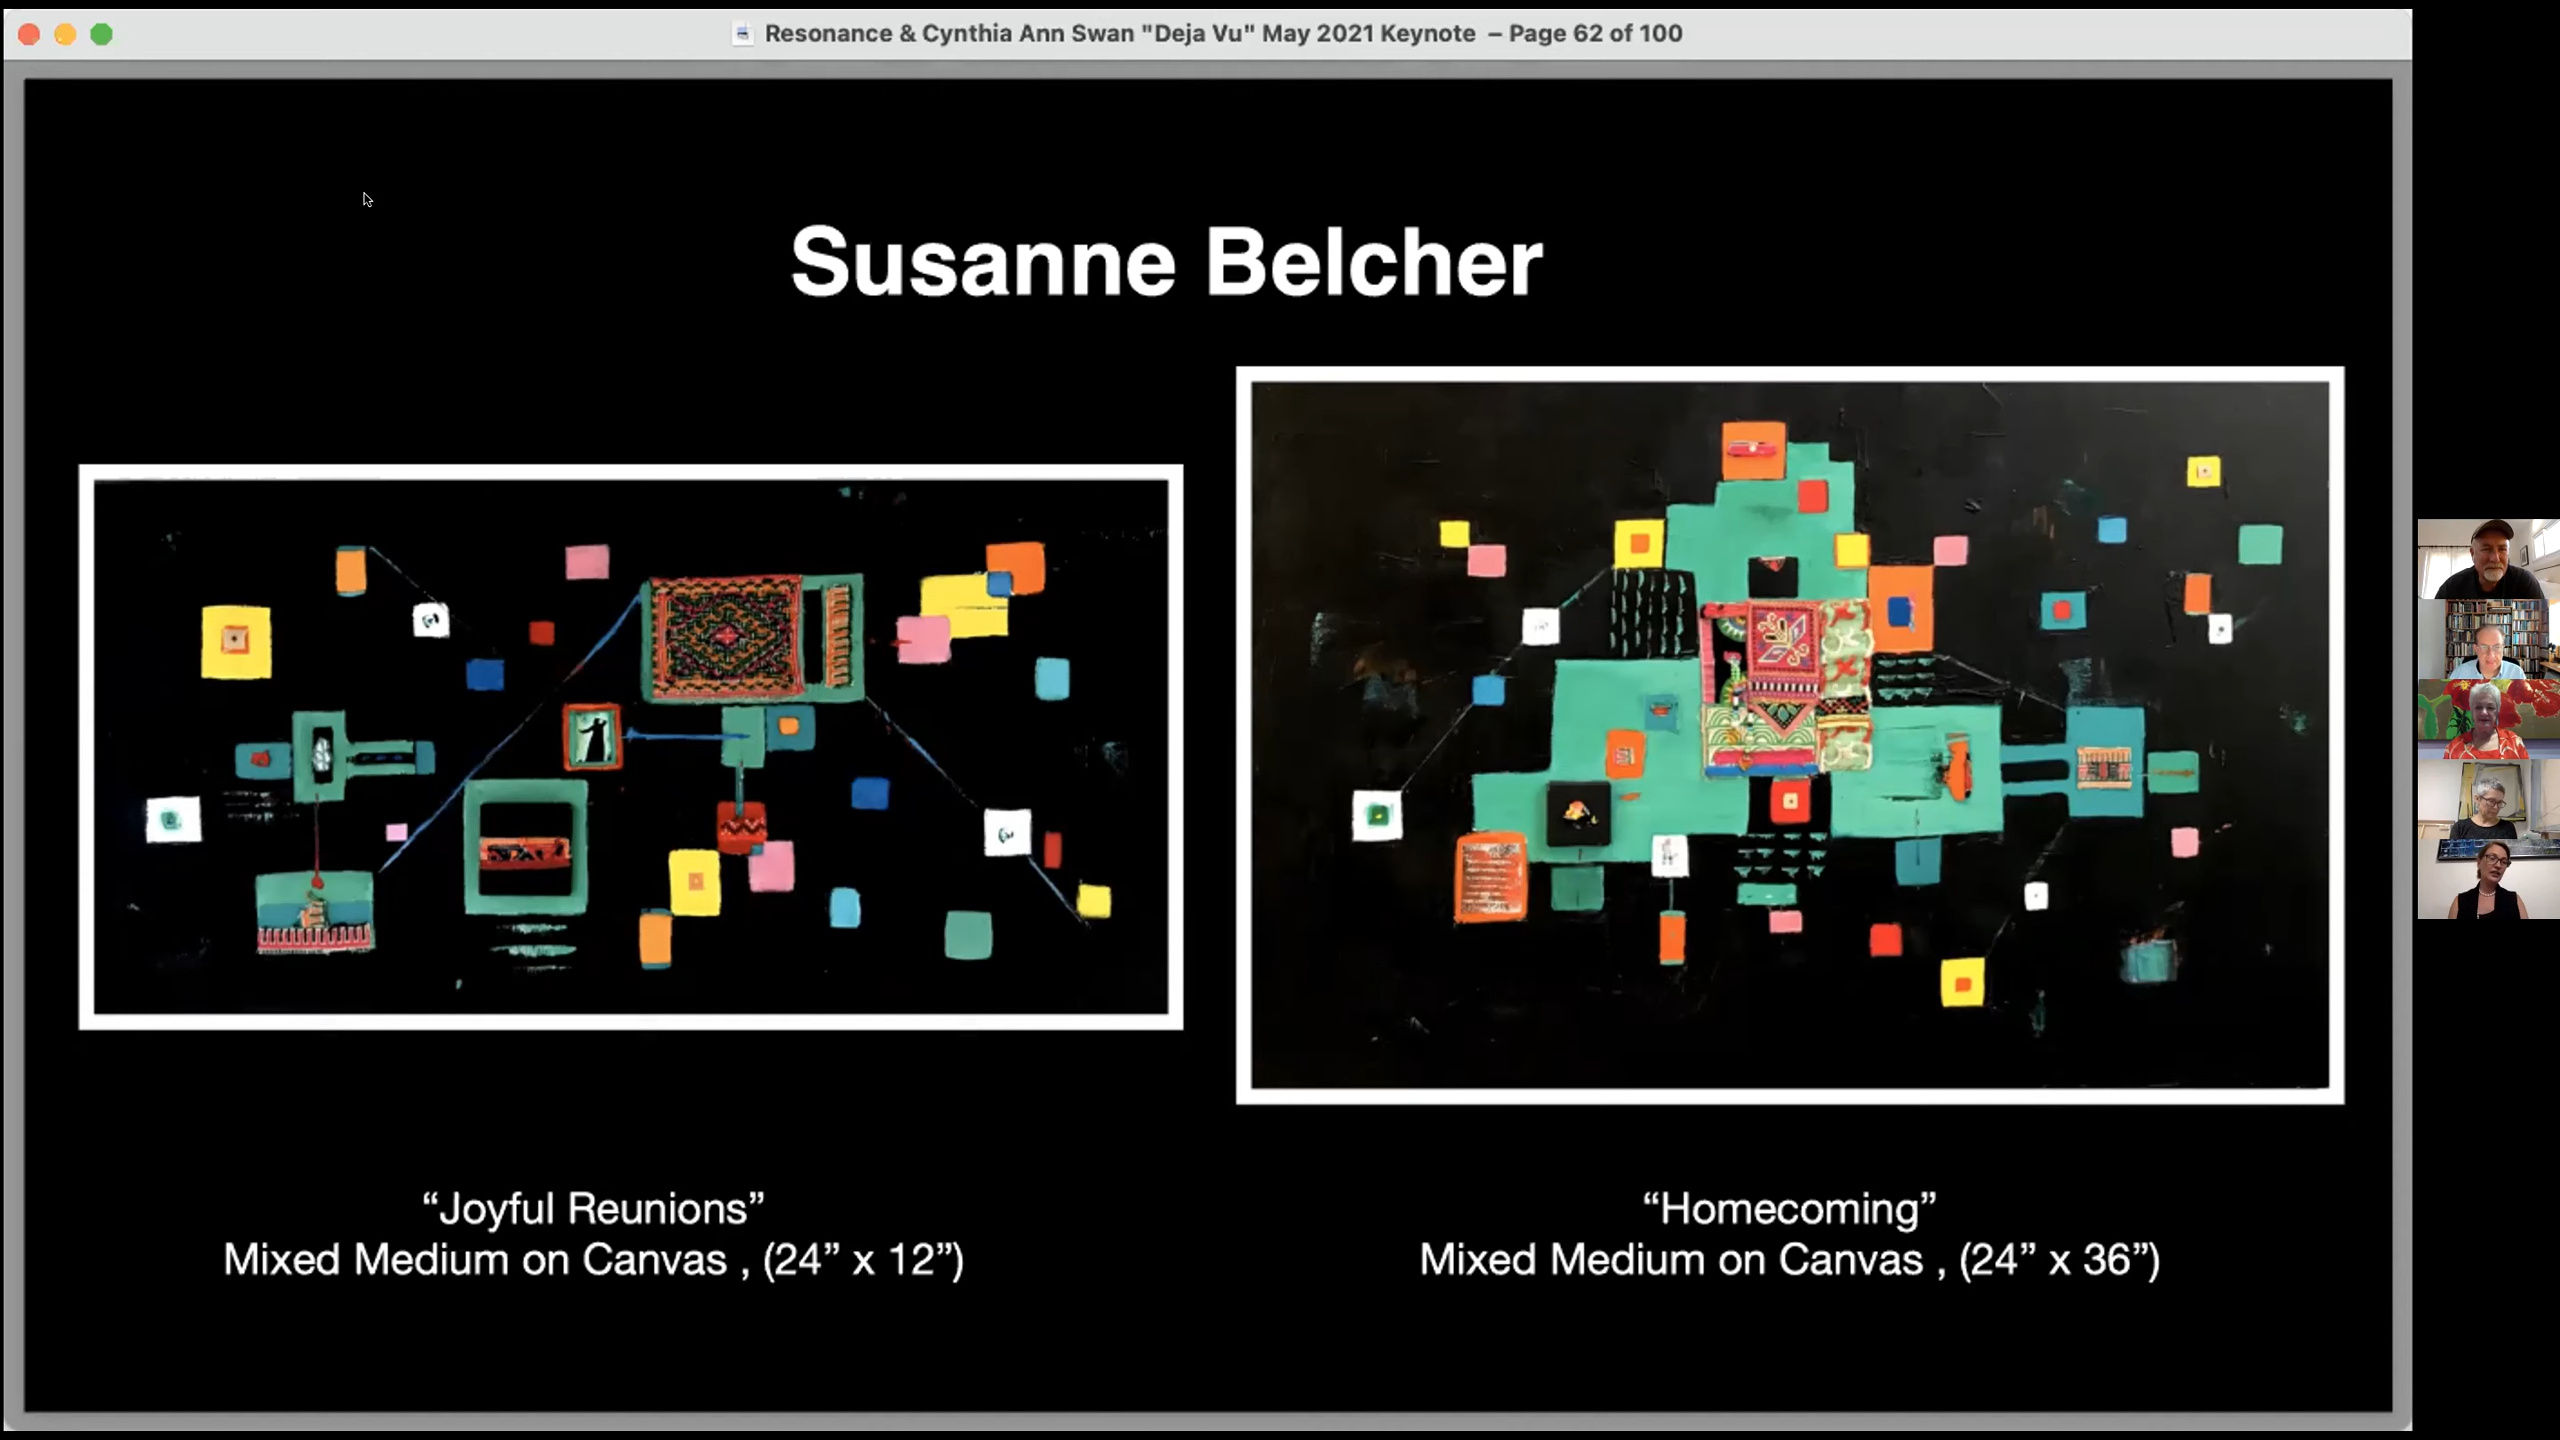 Resonance & Cynthia Ann Swan "Deja Vu" May 2021 Keynote – Page 62 of 100
Susanne Belcher
“Joyful Reunions”
Mixed Medium on Canvas , (24” x 12”)
“Homecoming”
Mixed Medium on Canvas , (24” x 36”)